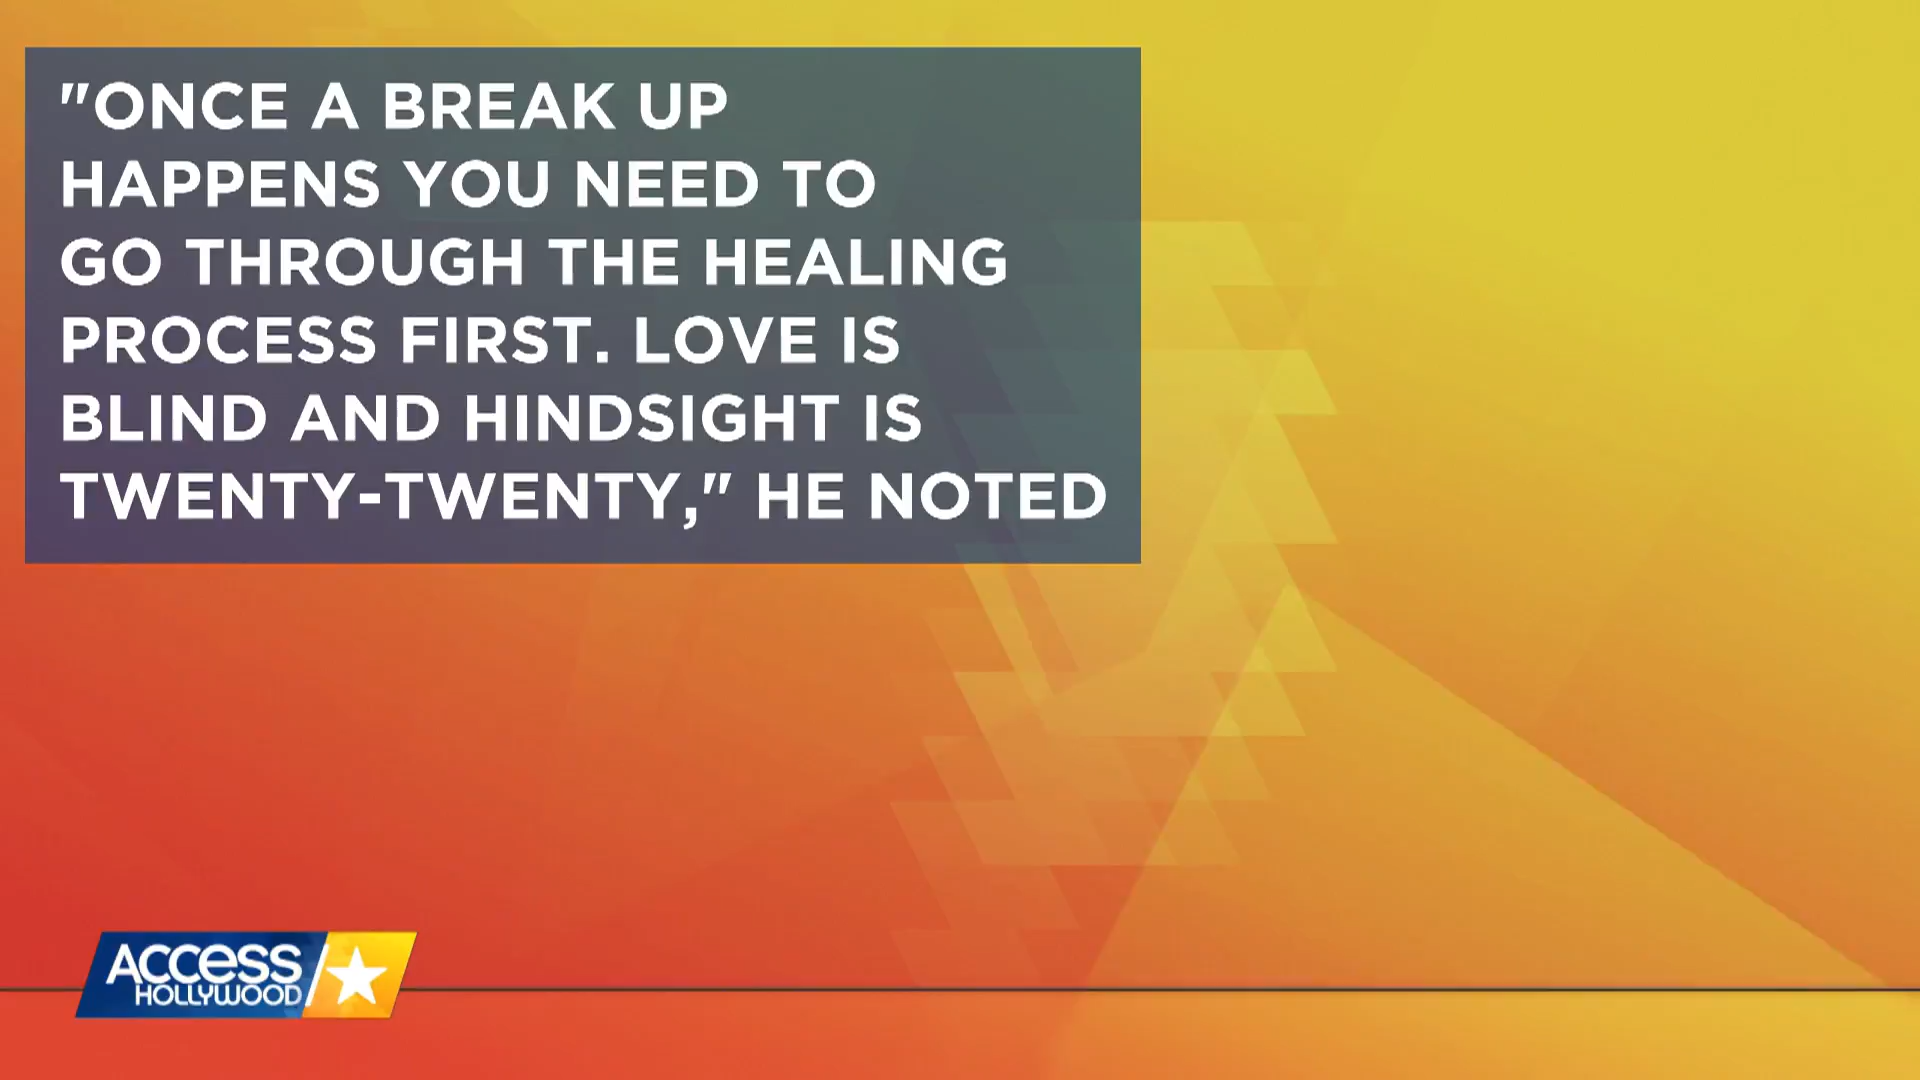 "ONCE A BREAK UP
HAPPENS YOU NEED TO
GO THROUGH THE HEALING
PROCESS FIRST. LOVE IS
BLIND AND HINDSIGHT IS
TWENTY-TWENTY," HE NOTED
ACCESS
HOLLYWOOD